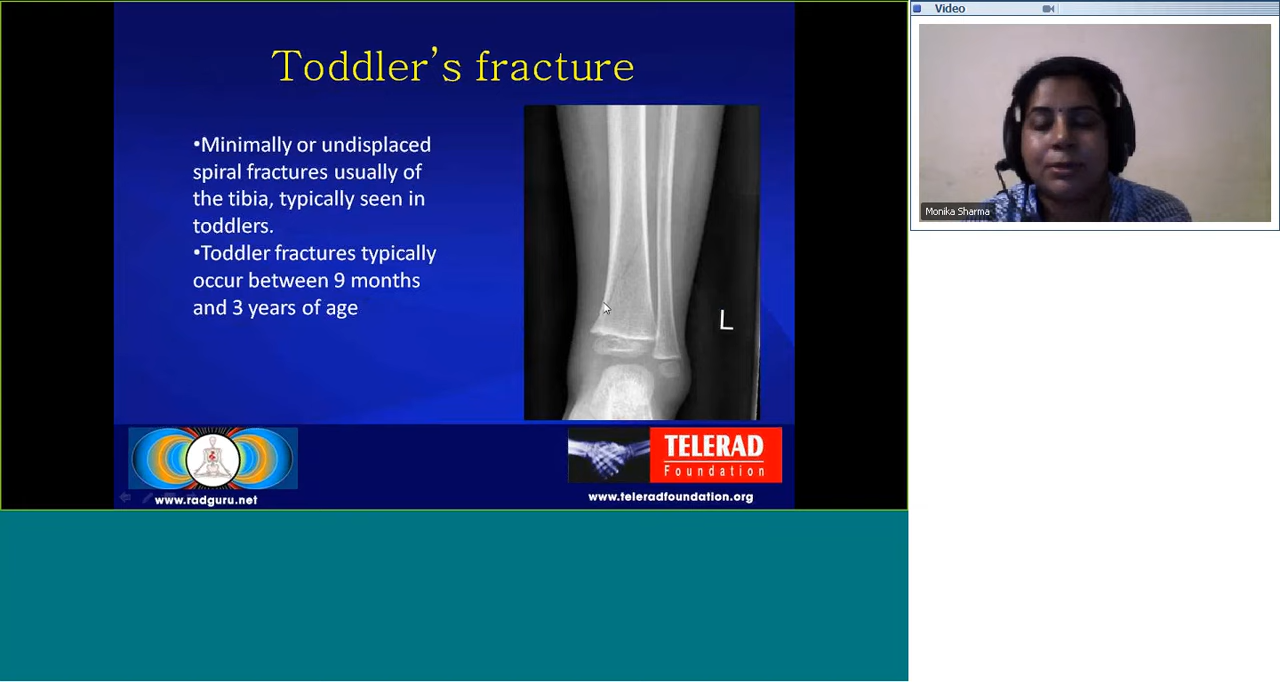 Toddler's fracture
•Minimally or undisplaced
spiral fractures usually of
the tibia, typically seen in
toddlers.
•Toddler fractures typically
occur between 9 months
and 3 years of age
L
www.radguru.net
TELERAD
Foundation
www.teleradfoundation.org
Video
Monika Sharma